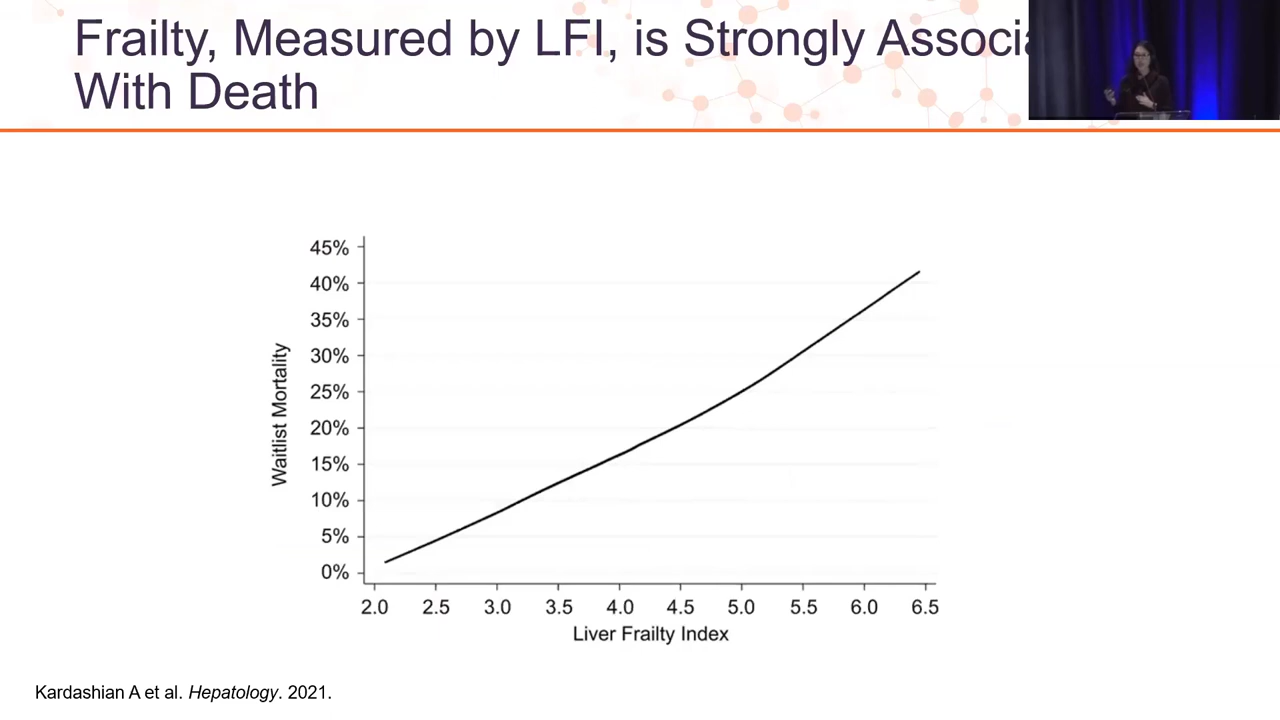 Frailty, Measured by LFI, is Strongly
With Death
45%
40%
35%
30%
25%
20%
15%
10%
5%
0%
Waitlist Mortality
2.0 2.5 3.0 3.5 4.0 4.5 5.0 5.5 6.0 6.5
Liver Frailty Index
Kardashian A et al. Hepatology. 2021.